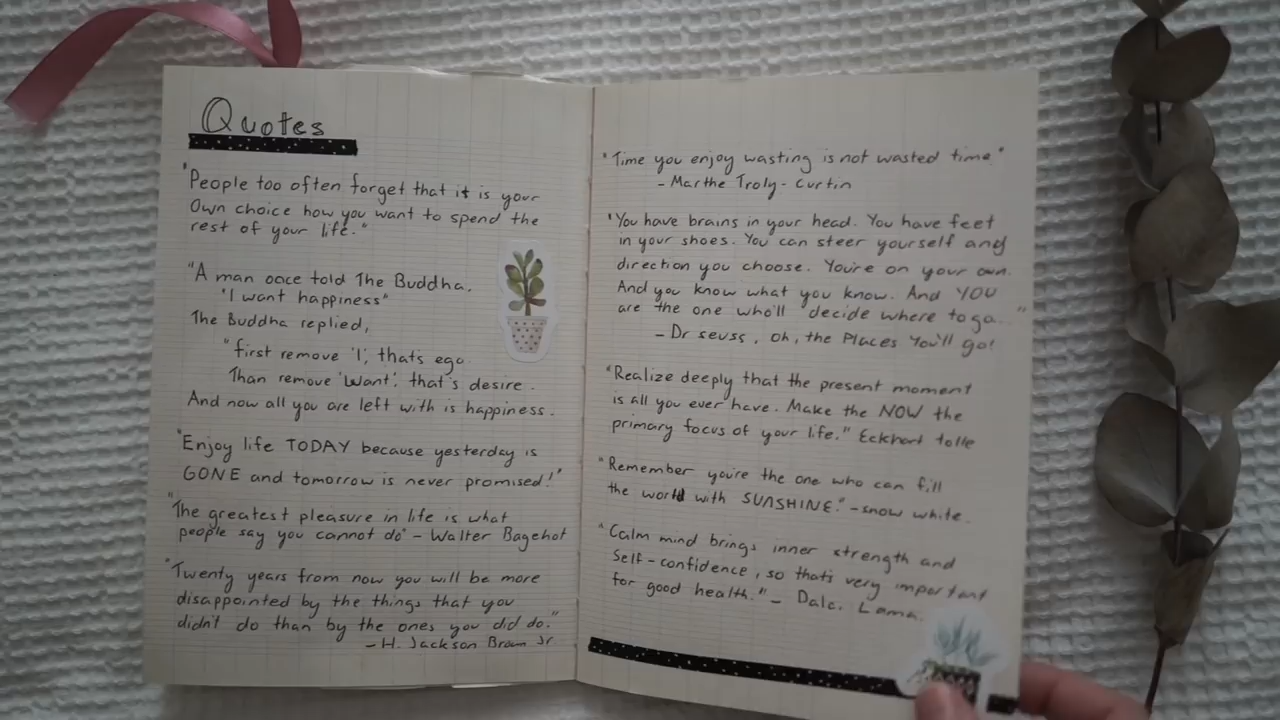 Quotes
"People too often forget that it is your
Own choice how you want to spend the
rest of your life."
"A man once told The Buddha,
"I want happiness"
The Buddha replied,
"first remove 'I', that's ego.
Than remove 'Want', that's desire.
And now all you are left with is happiness.
"Enjoy life TODAY because yesterday is
GONE and tomorrow is never promised!"
"The greatest pleasure in life is what
people say you cannot do" - Walter Bagehot
"Twenty years from now you will be more
disappointed by the things that you
didn't do than by the ones you did do."
- H. Jackson Brown Jr
"Time you enjoy wasting is not wasted time"
- Marthe Troly-Curtin
"You have brains in your head. You have feet
in your shoes. You can steer yourself and
direction you choose. You're on your own.
And you know what you know. And YOU
are the one who'll decide where to go..."
- Dr seuss, oh, the Places You'll go!
"Realize deeply that the present moment
is all you ever have. Make the NOW the
primary focus of your life." Eckhart tolle
"Remember you're the one who can fill
the world with SUNSHINE." - snow white.
"Calm mind brings inner strength and
Self-confidence, so that's very important
for good health." - Dalai Lama.